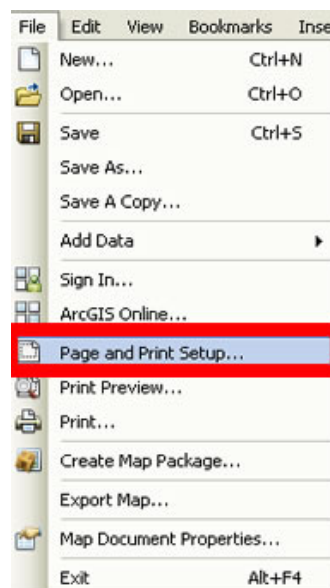 File Edit View Bookmarks Inse
New... Ctrl+N
Open... Ctrl+O
Save Ctrl+S
Save As...
Save A Copy...
Add Data
Sign In...
ArcGIS Online...
Page and Print Setup...
Print Preview...
Print...
Create Map Package...
Export Map...
Map Document Properties...
Exit Alt+F4